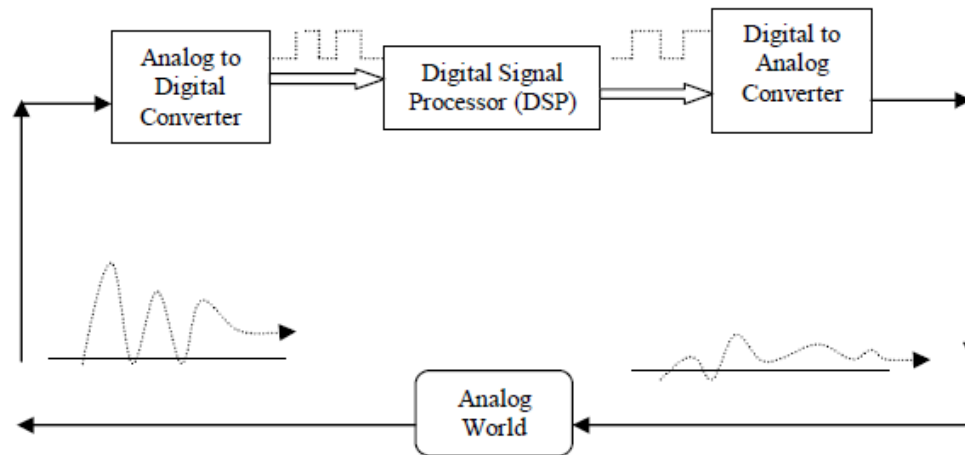 Analog to
Digital
Converter
Digital Signal
Processor (DSP)
Digital to
Analog
Converter
Analog
World